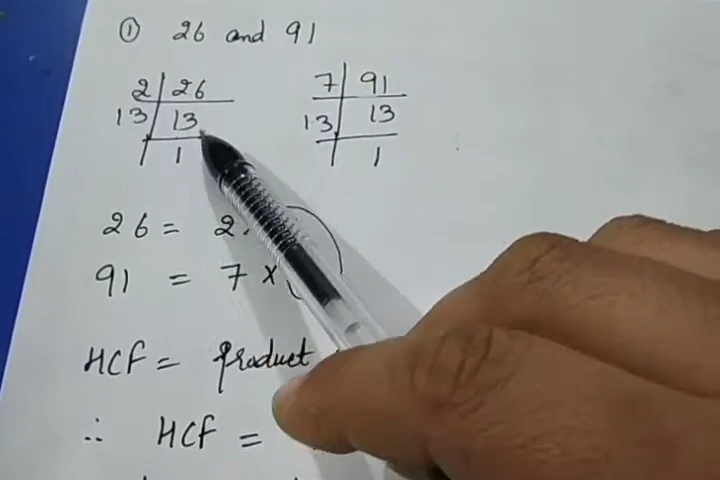 ① 26 and 91
2 | 26 7 | 91
13 | 13 13 | 13
1 1
26 = 2
91 = 7 ×
HCF = product
∴ HCF =